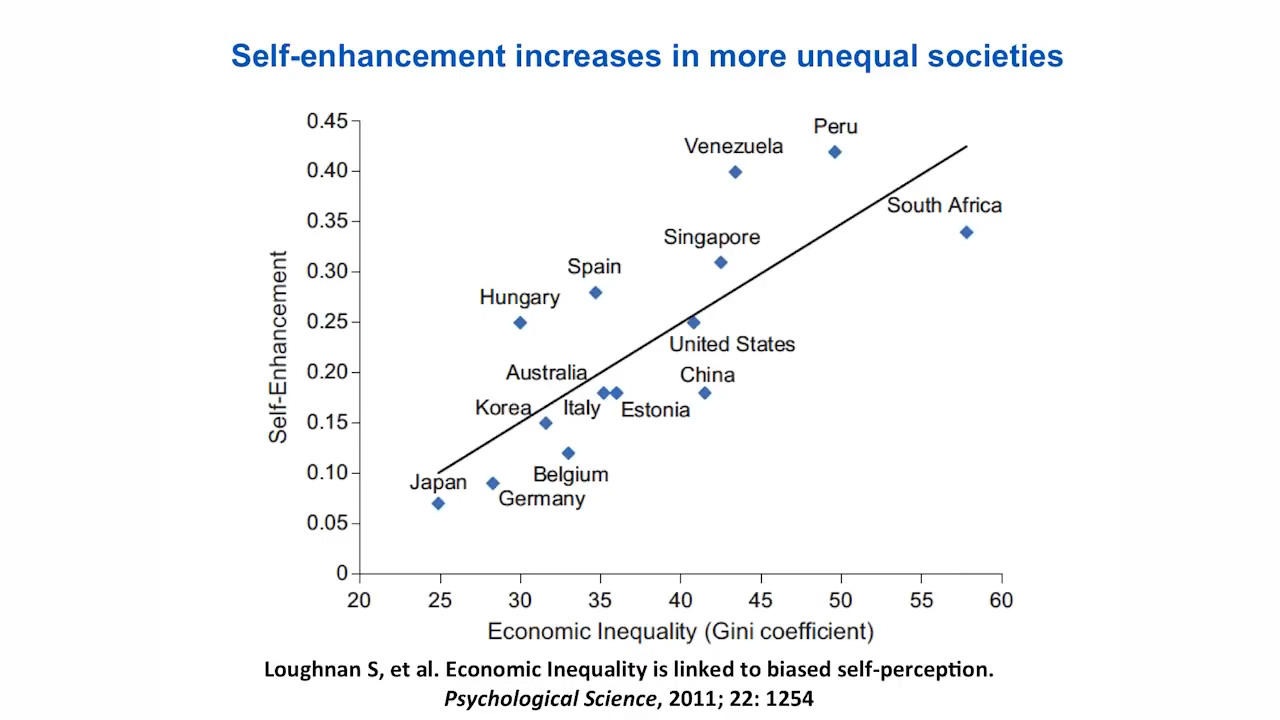 Self-enhancement increases in more unequal societies
0.45
0.40
0.35
0.30
0.25
0.20
0.15
0.10
0.05
0
Self-Enhancement
Peru
Venezuela
South Africa
Singapore
Spain
Hungary
United States
Australia
China
Korea
Italy
Estonia
Belgium
Japan
Germany
20 25 30 35 40 45 50 55 60
Economic Inequality (Gini coefficient)
Loughnan S, et al. Economic Inequality is linked to biased self-perception.
Psychological Science, 2011; 22: 1254